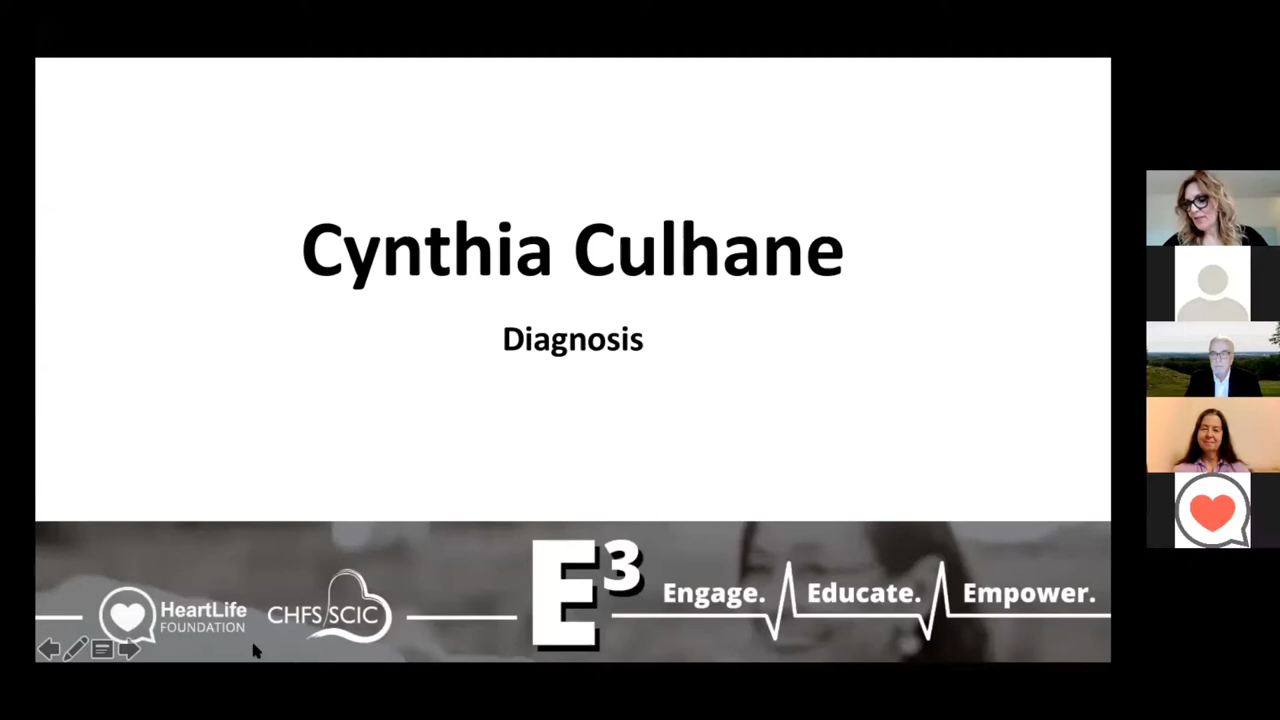 Cynthia Culhane
Diagnosis
HeartLife
FOUNDATION
CHFS/SCIC
E³
Engage. Educate. Empower.